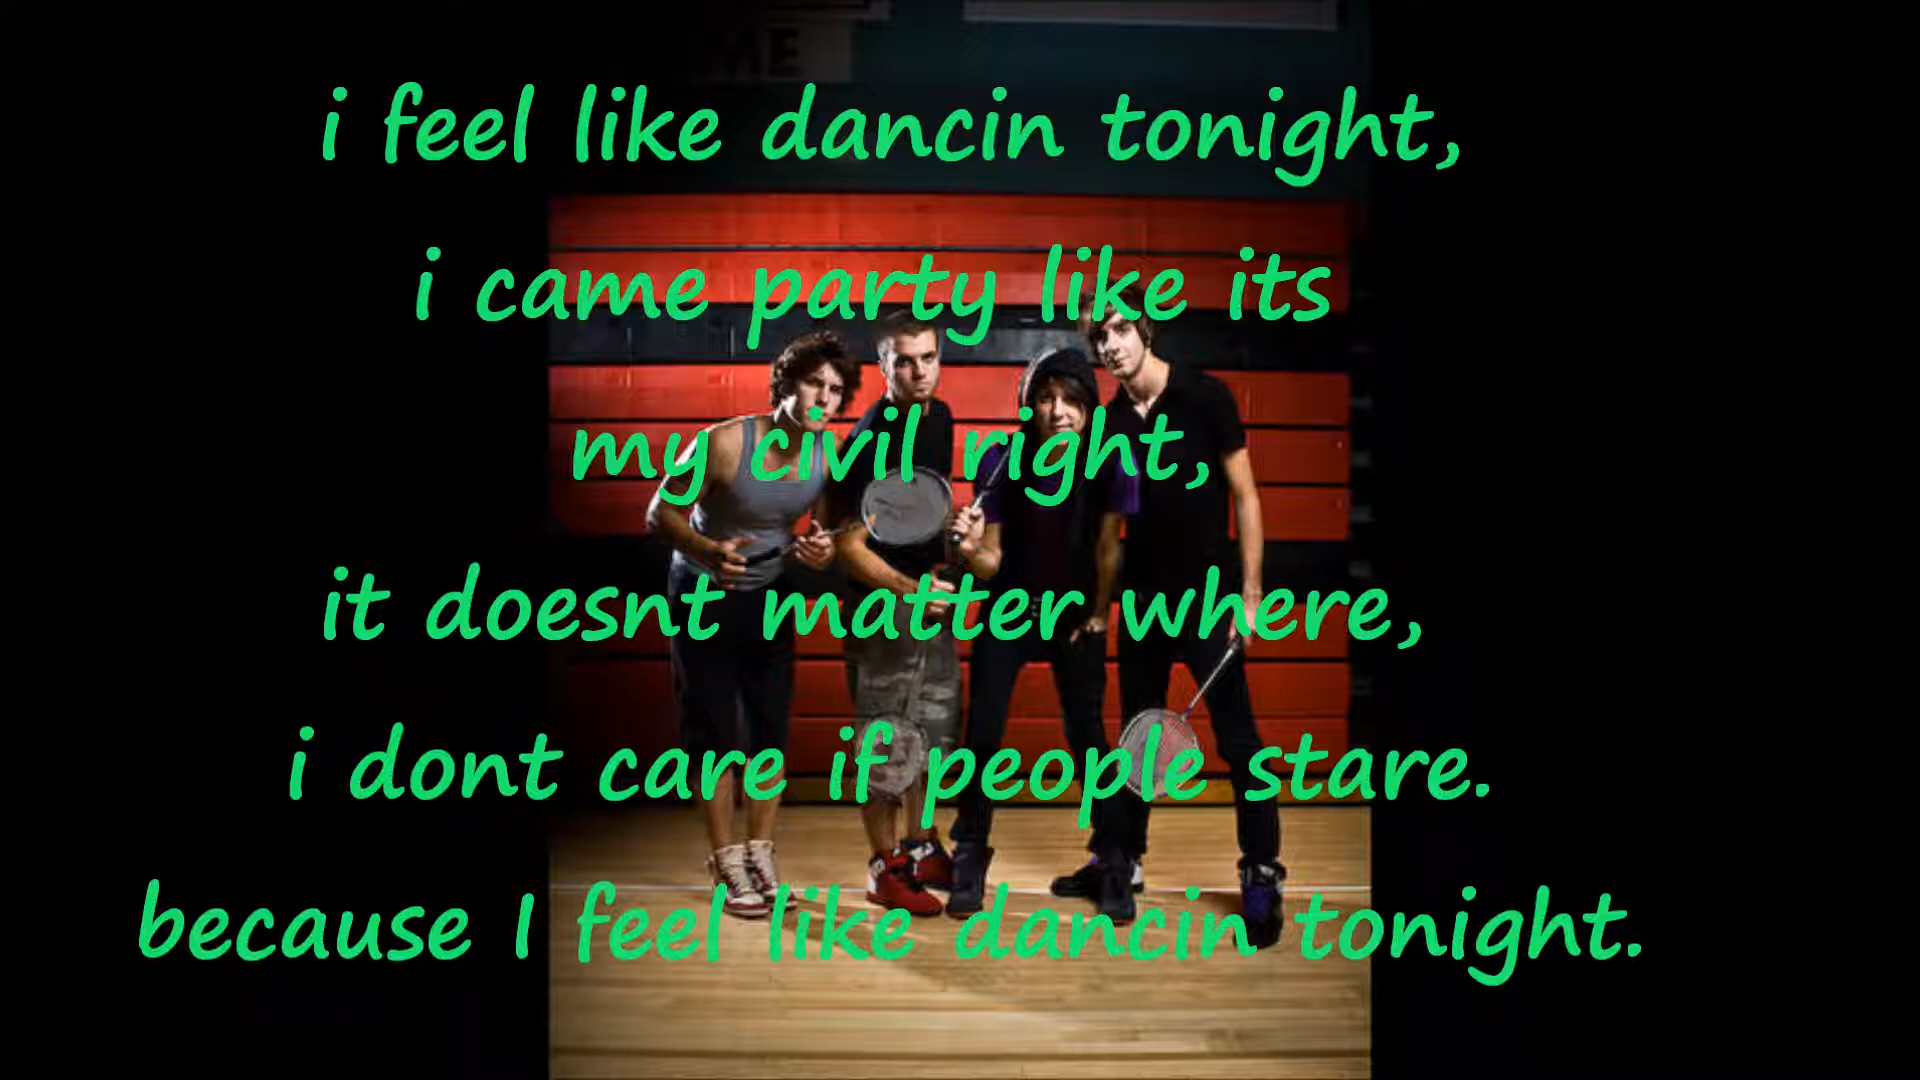 ME
i feel like dancin tonight,
i came party like its
my civil right,
it doesnt matter where,
i dont care if people stare.
because I feel like dancin tonight.